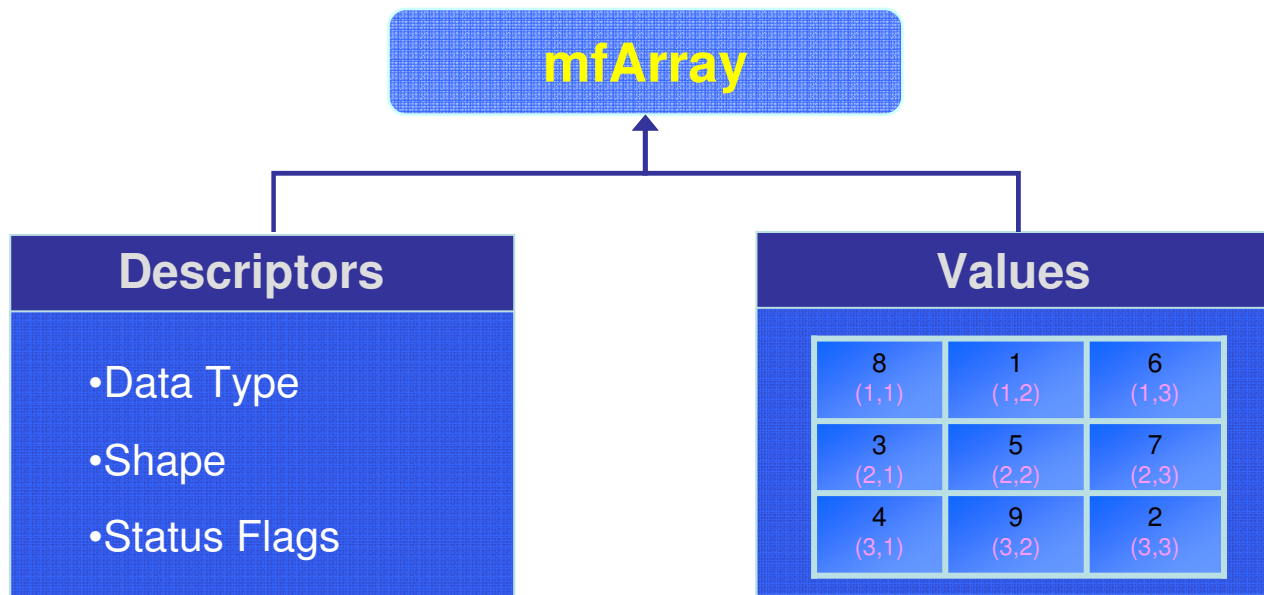 mfArray
Descriptors
•Data Type
•Shape
•Status Flags
Values
8 1 6
(1,1) (1,2) (1,3)
3 5 7
(2,1) (2,2) (2,3)
4 9 2
(3,1) (3,2) (3,3)